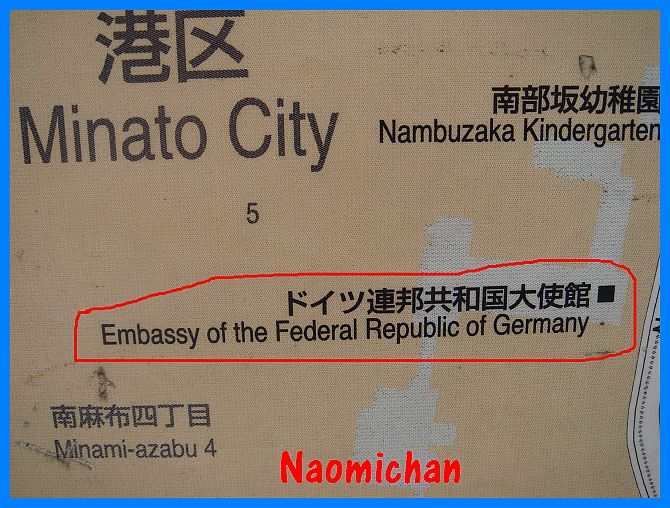 港区
Minato City
南部坂幼稚園
Nambuzaka Kindergarten
5
ドイツ連邦共和国大使館
Embassy of the Federal Republic of Germany
南麻布四丁目
Minami-azabu 4
Naomichan